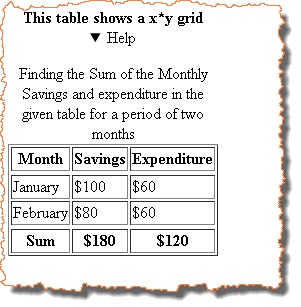 This table shows a x*y grid
▼ Help
Finding the Sum of the Monthly
Savings and expenditure in the
given table for a period of two
months
Month Savings Expenditure
January $100 $60
February $80 $60
Sum $180 $120